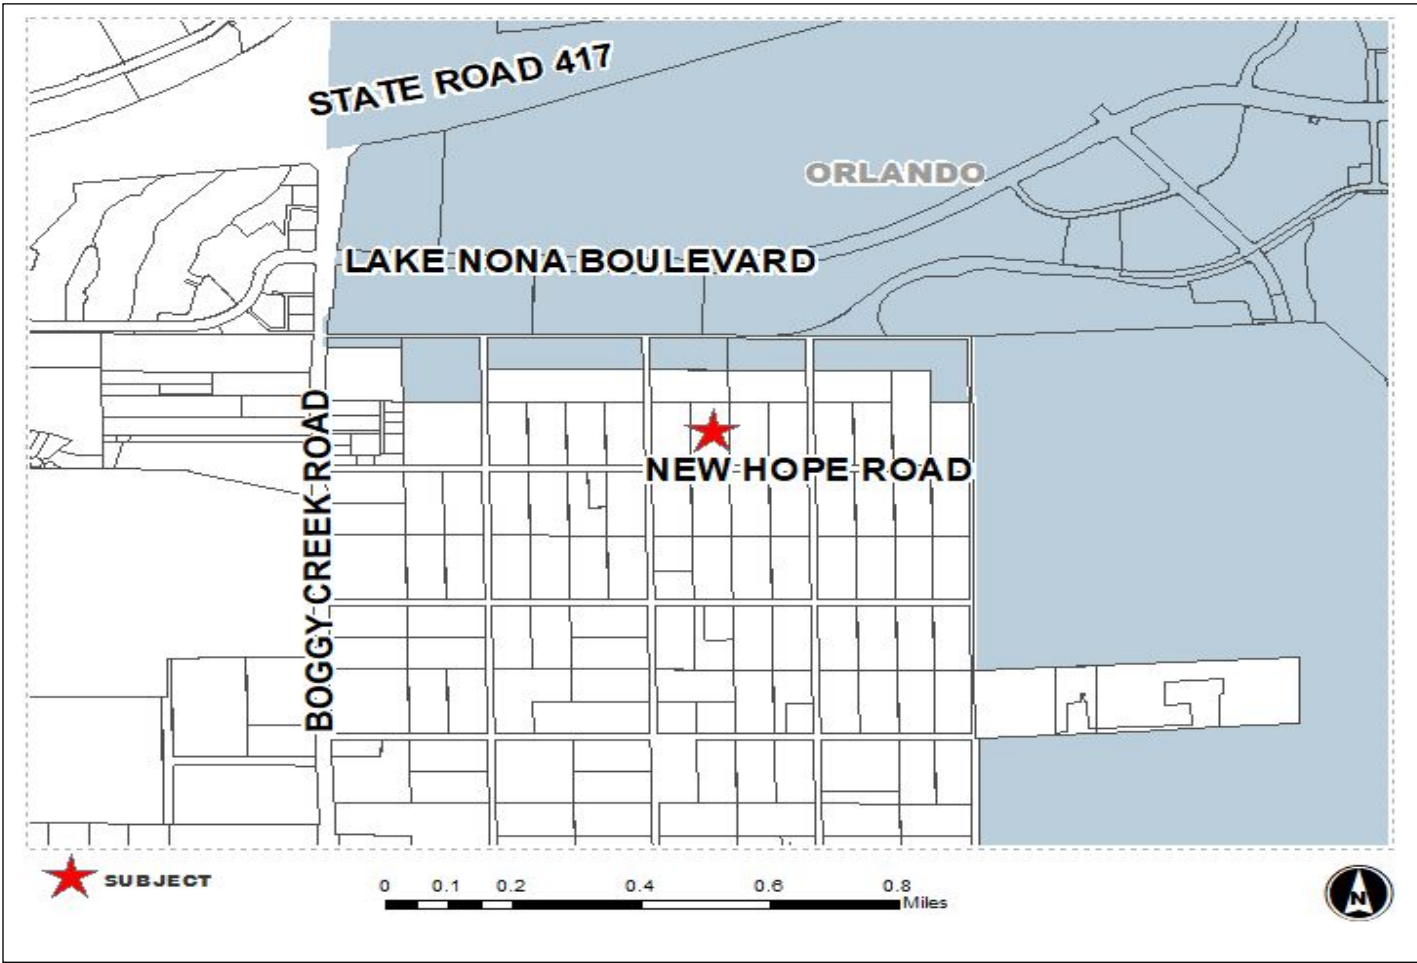 STATE ROAD 417
ORLANDO
LAKE NONA BOULEVARD
BOGGY CREEK ROAD
NEW HOPE ROAD
SUBJECT
0 0.1 0.2 0.4 0.6 0.8
Miles
N